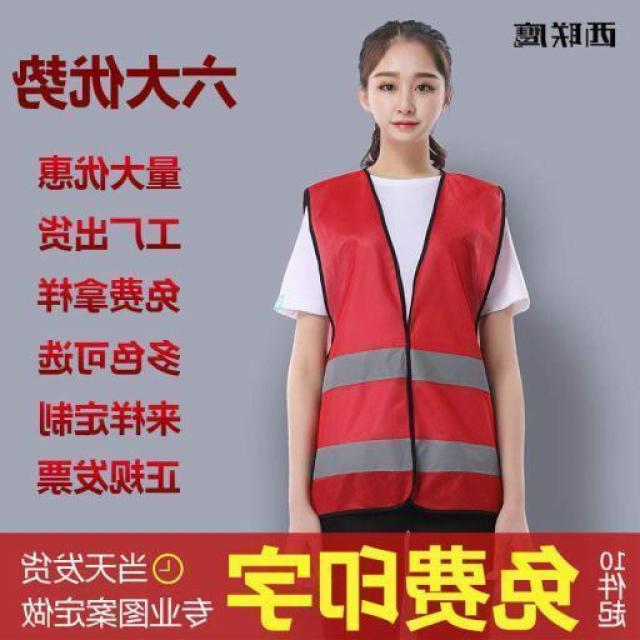 西联鹰
六大优势
量大优惠
工厂出货
免费拿样
多色可选
来样定制
正规发票
10件起
免费印字
当天发货
专业图案定做